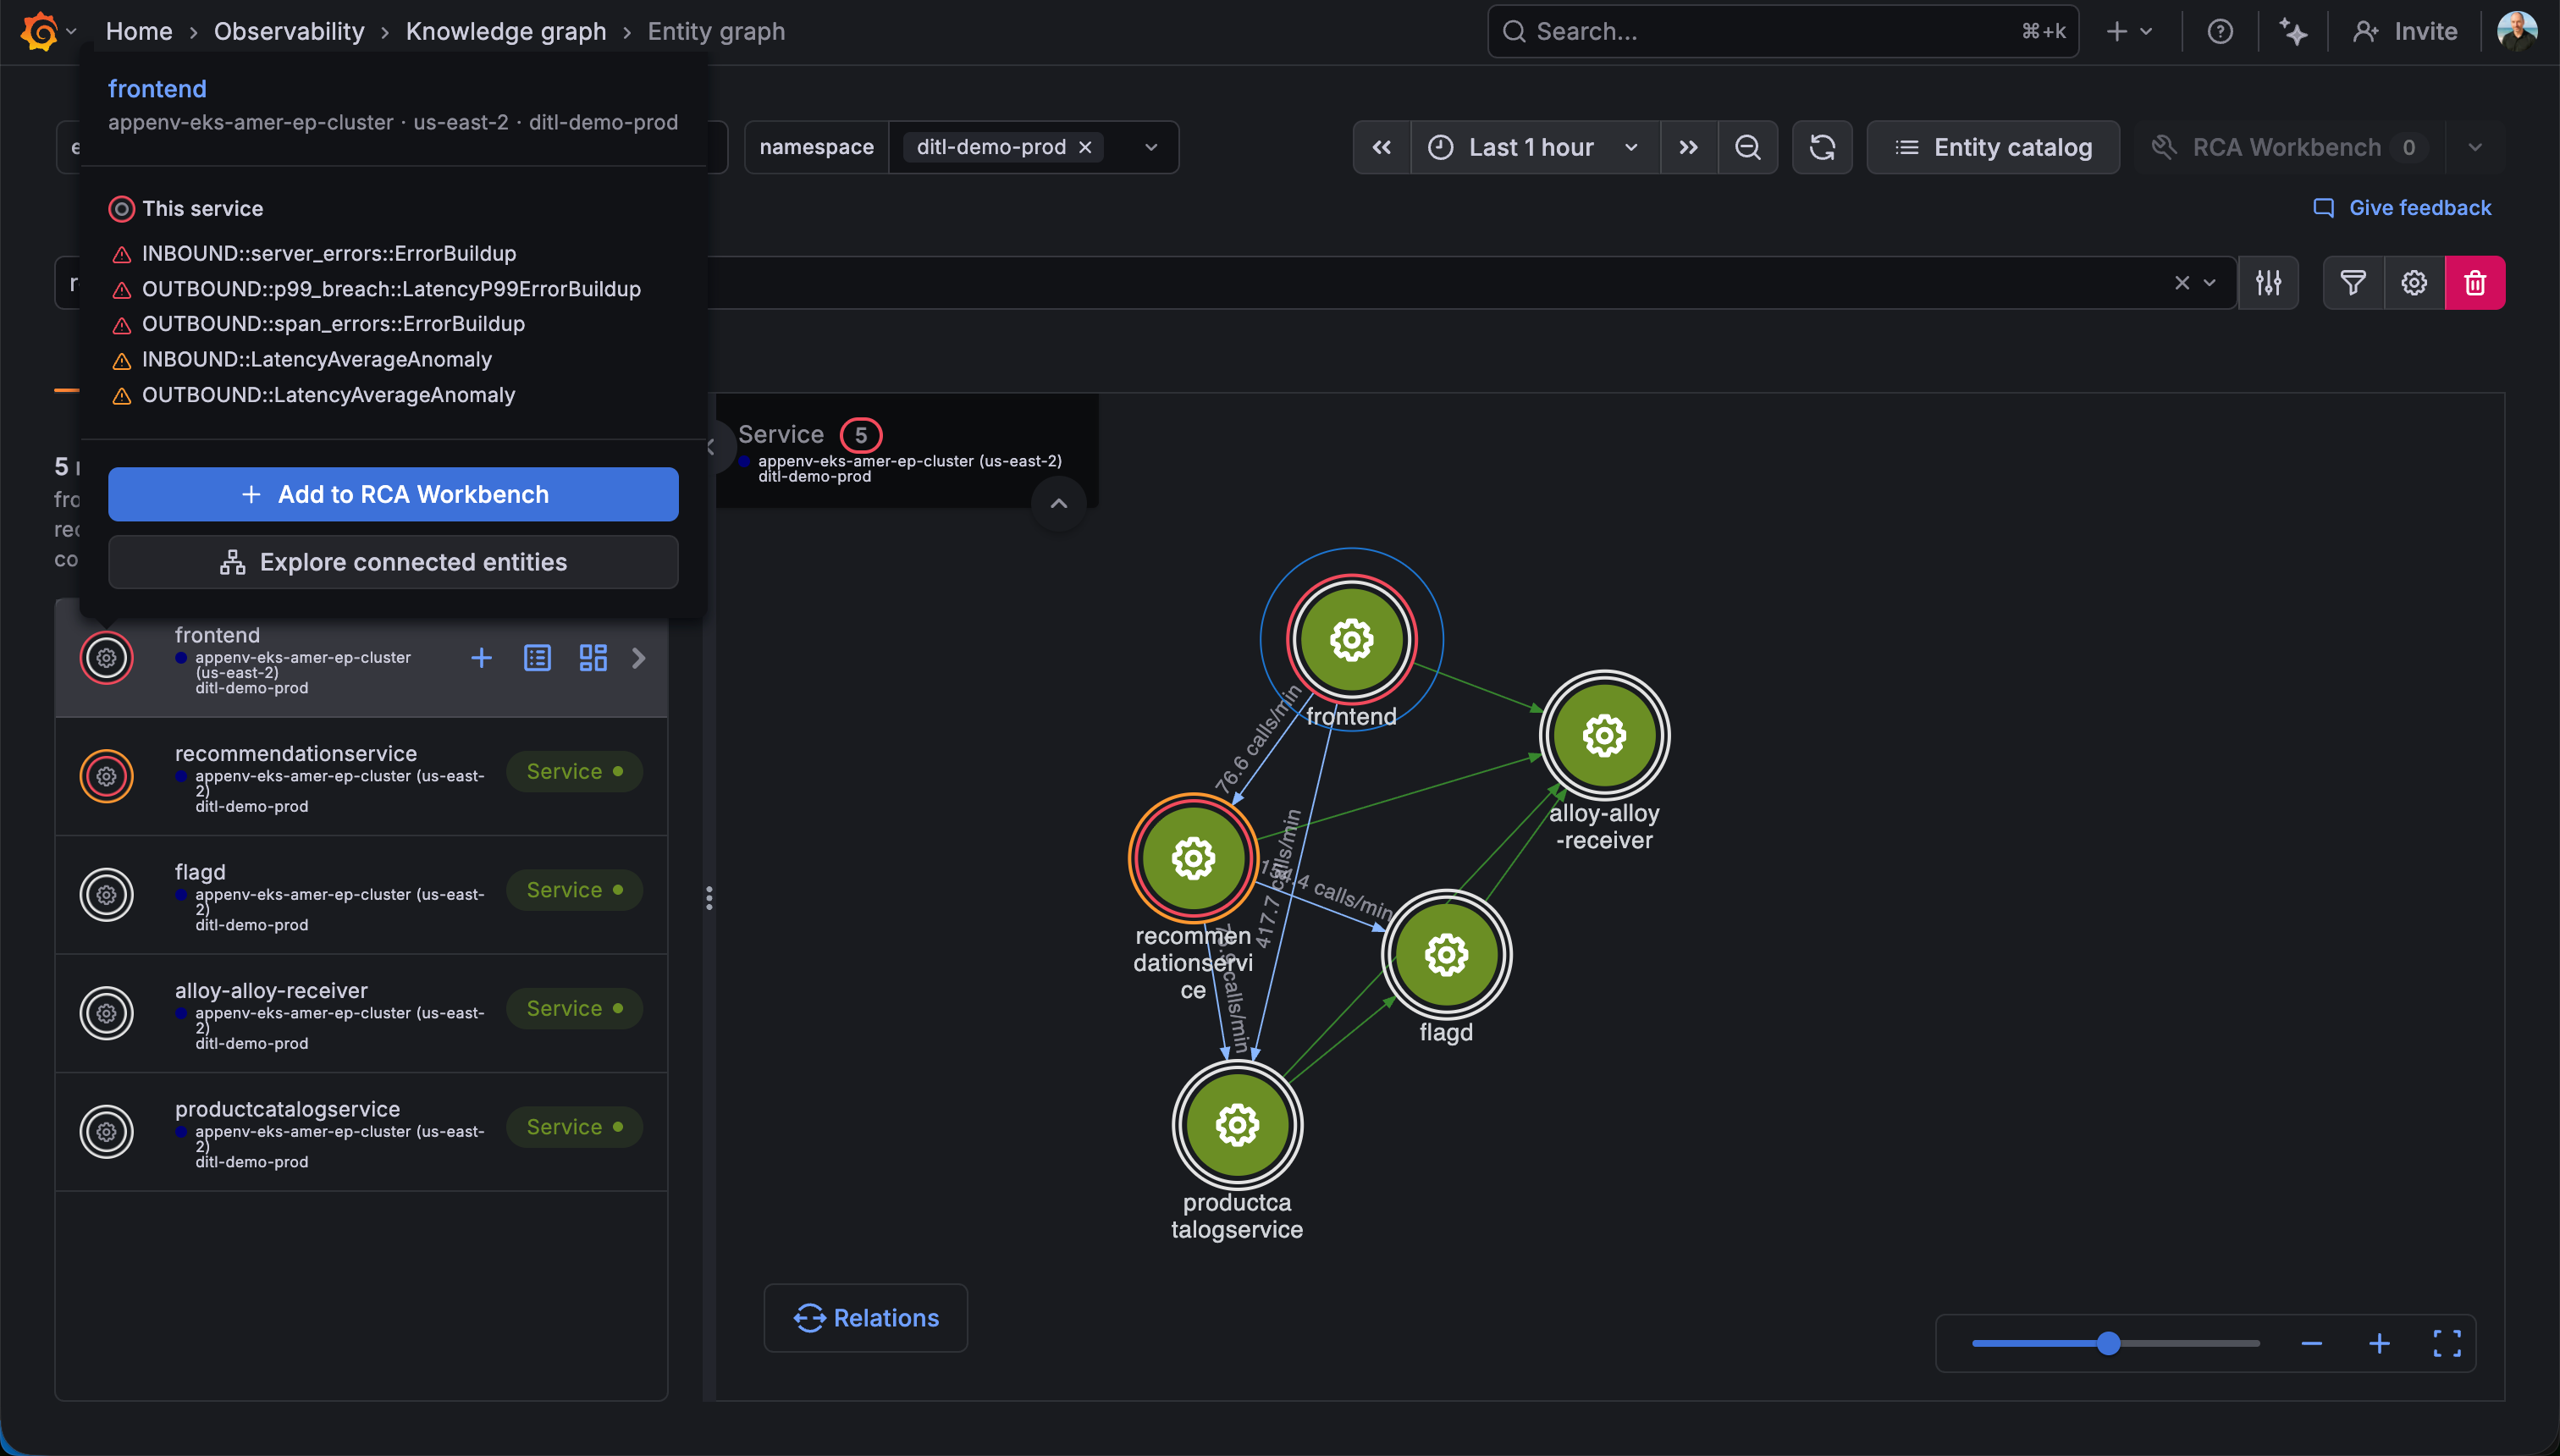 Home › Observability › Knowledge graph › Entity graph
Search...
⌘+k
Invite
frontend
appenv-eks-amer-ep-cluster · us-east-2 · ditl-demo-prod
namespace
ditl-demo-prod
Last 1 hour
Entity catalog
RCA Workbench 0
Give feedback
This service
INBOUND::server_errors::ErrorBuildup
OUTBOUND::p99_breach::LatencyP99ErrorBuildup
OUTBOUND::span_errors::ErrorBuildup
INBOUND::LatencyAverageAnomaly
OUTBOUND::LatencyAverageAnomaly
Add to RCA Workbench
Explore connected entities
5
frontend
appenv-eks-amer-ep-cluster
(us-east-2)
ditl-demo-prod
recommendationservice
appenv-eks-amer-ep-cluster (us-east-
2)
ditl-demo-prod
Service
flagd
appenv-eks-amer-ep-cluster (us-east-
2)
ditl-demo-prod
Service
alloy-alloy-receiver
appenv-eks-amer-ep-cluster (us-east-
2)
ditl-demo-prod
Service
productcatalogservice
appenv-eks-amer-ep-cluster (us-east-
2)
ditl-demo-prod
Service
Service 5
appenv-eks-amer-ep-cluster (us-east-2)
ditl-demo-prod
frontend
76.6 calls/min
alloy-alloy
-receiver
417.7 calls/min
calls/min
recommen
dationservi
ce
calls/min
flagd
productca
talogservice
Relations